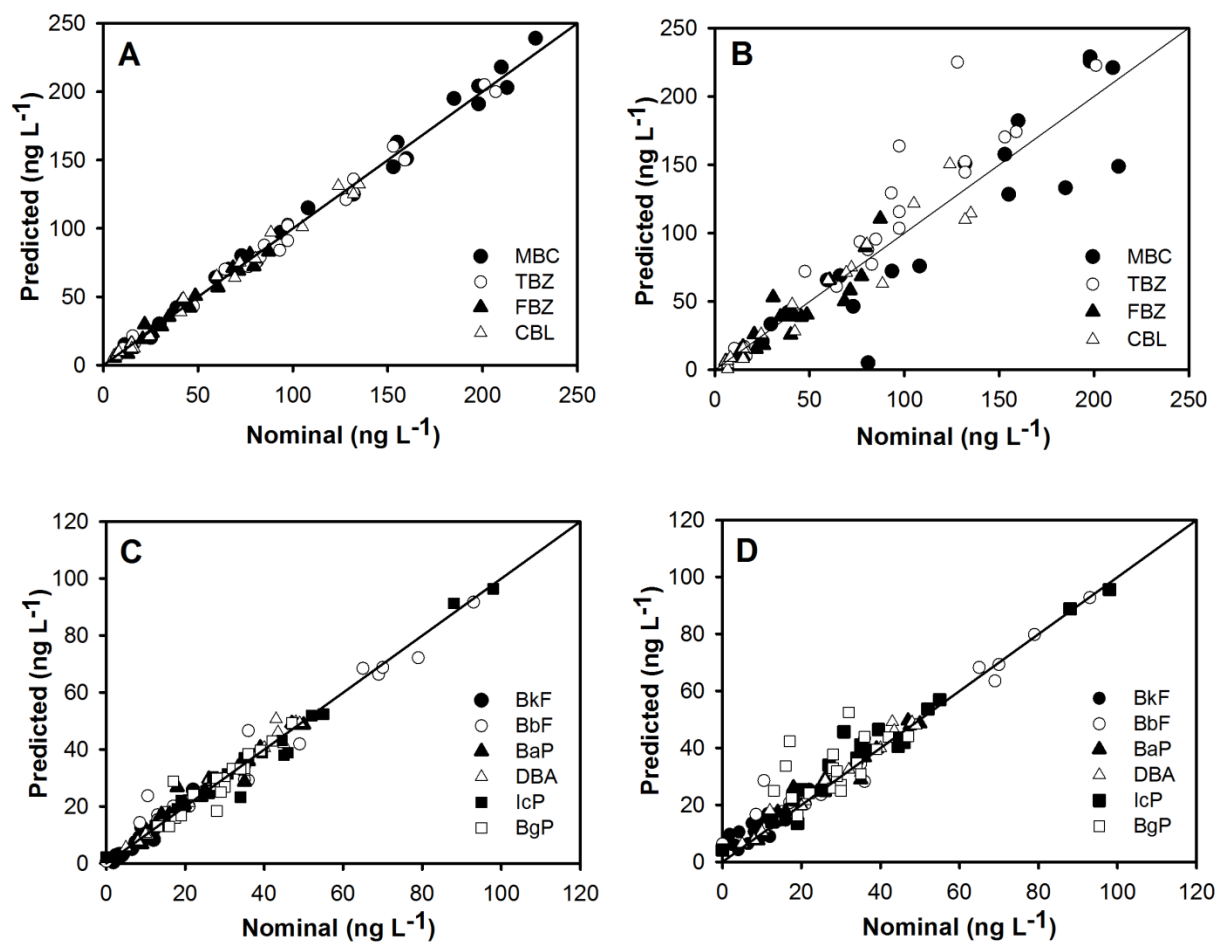 A
250
200
150
100
50
0
Predicted (ng L⁻¹)
MBC
TBZ
FBZ
CBL
0 50 100 150 200 250
Nominal (ng L⁻¹)
B
250
200
150
100
50
0
Predicted (ng L⁻¹)
MBC
TBZ
FBZ
CBL
0 50 100 150 200 250
Nominal (ng L⁻¹)
C
120
100
80
60
40
20
0
Predicted (ng L⁻¹)
BkF
BbF
BaP
DBA
IcP
BgP
0 20 40 60 80 100 120
Nominal (ng L⁻¹)
D
120
100
80
60
40
20
0
Predicted (ng L⁻¹)
BkF
BbF
BaP
DBA
IcP
BgP
0 20 40 60 80 100 120
Nominal (ng L⁻¹)